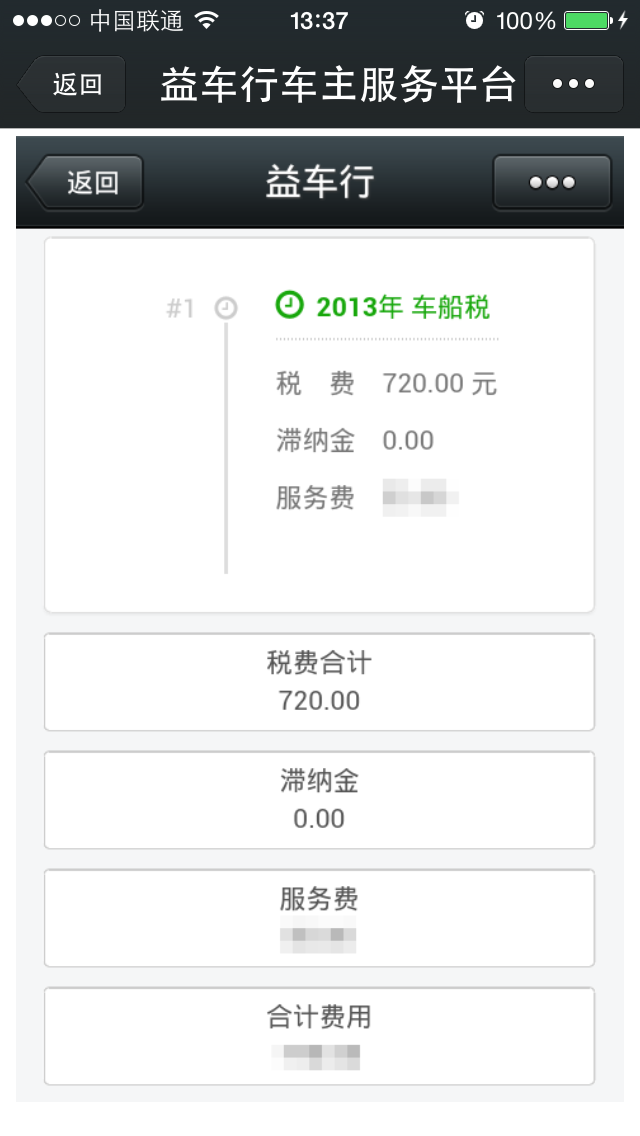 中国联通 13:37 100%
返回 益车行车主服务平台
返回 益车行
#1 2013年 车船税
税 费 720.00 元
滞纳金 0.00
服务费
税费合计
720.00
滞纳金
0.00
服务费
合计费用